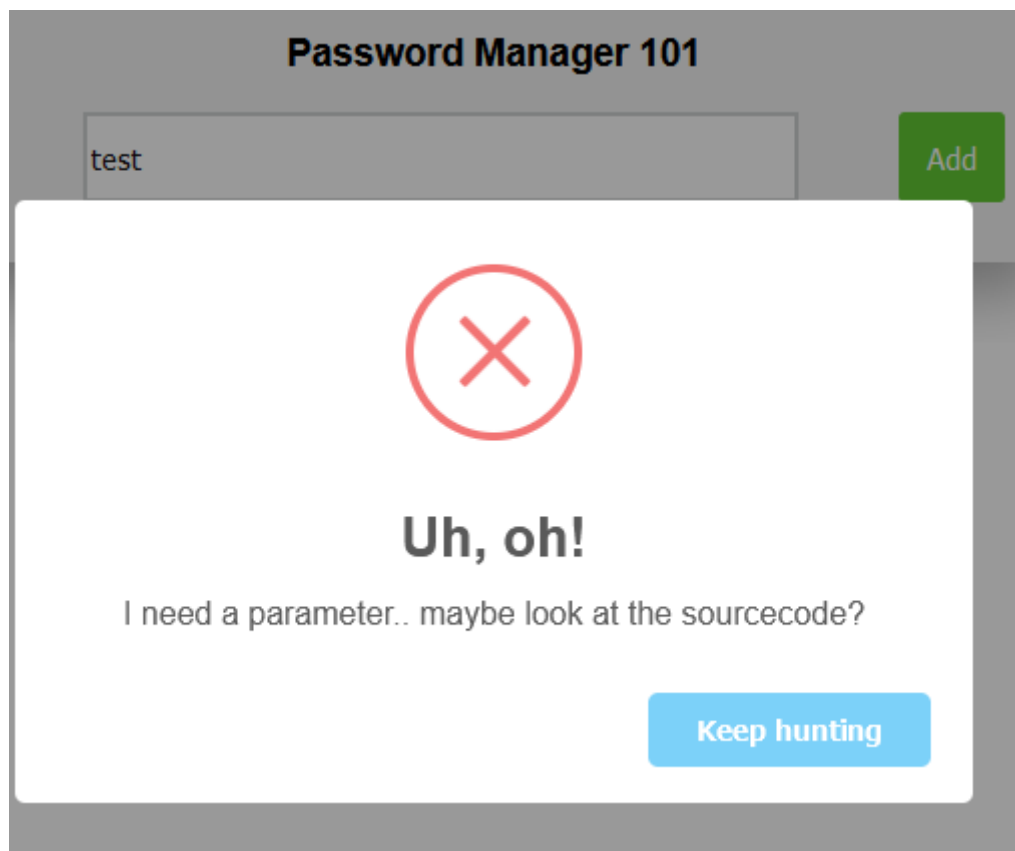 Password Manager 101
test
Add
Uh, oh!
I need a parameter.. maybe look at the sourcecode?
Keep hunting